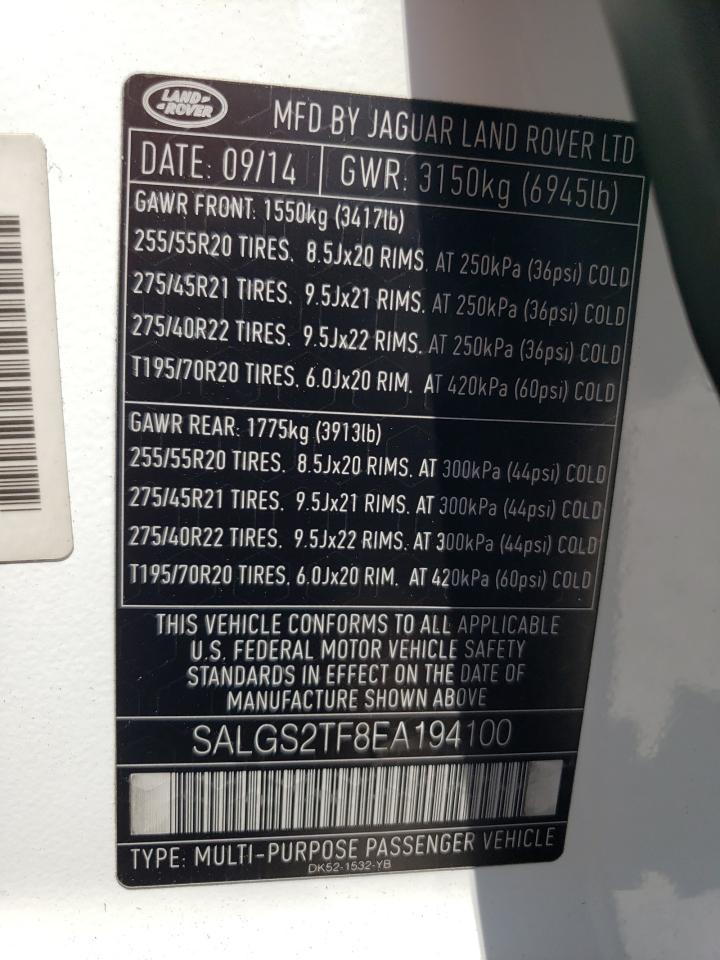 LAND-
-ROVER
MFD BY JAGUAR LAND ROVER LTD
DATE: 09/14 GWR: 3150kg (6945lb)
GAWR FRONT: 1550kg (3417lb)
255/55R20 TIRES. 8.5Jx20 RIMS. AT 250kPa (36psi) COLD
275/45R21 TIRES. 9.5Jx21 RIMS. AT 250kPa (36psi) COLD
275/40R22 TIRES. 9.5Jx22 RIMS. AT 250kPa (36psi) COLD
T195/70R20 TIRES. 6.0Jx20 RIM. AT 420kPa (60psi) COLD
GAWR REAR: 1775kg (3913lb)
255/55R20 TIRES. 8.5Jx20 RIMS. AT 300kPa (44psi) COLD
275/45R21 TIRES. 9.5Jx21 RIMS. AT 300kPa (44psi) COLD
275/40R22 TIRES. 9.5Jx22 RIMS. AT 300kPa (44psi) COLD
T195/70R20 TIRES. 6.0Jx20 RIM. AT 420kPa (60psi) COLD
THIS VEHICLE CONFORMS TO ALL APPLICABLE
U.S. FEDERAL MOTOR VEHICLE SAFETY
STANDARDS IN EFFECT ON THE DATE OF
MANUFACTURE SHOWN ABOVE
SALGS2TF8EA194100
TYPE: MULTI-PURPOSE PASSENGER VEHICLE
DK52-1532-YB